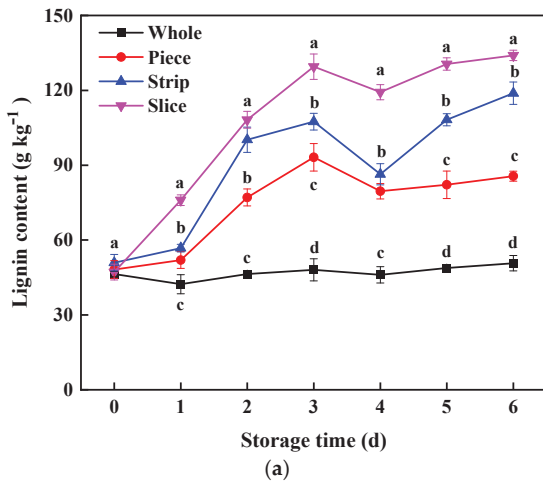 150
120
90
60
30
0
Lignin content (g kg⁻¹)
Whole
Piece
Strip
Slice
a
a b c
a b c
a b c d
a b c c
a c d
a b c d
0 1 2 3 4 5 6
Storage time (d)
(a)